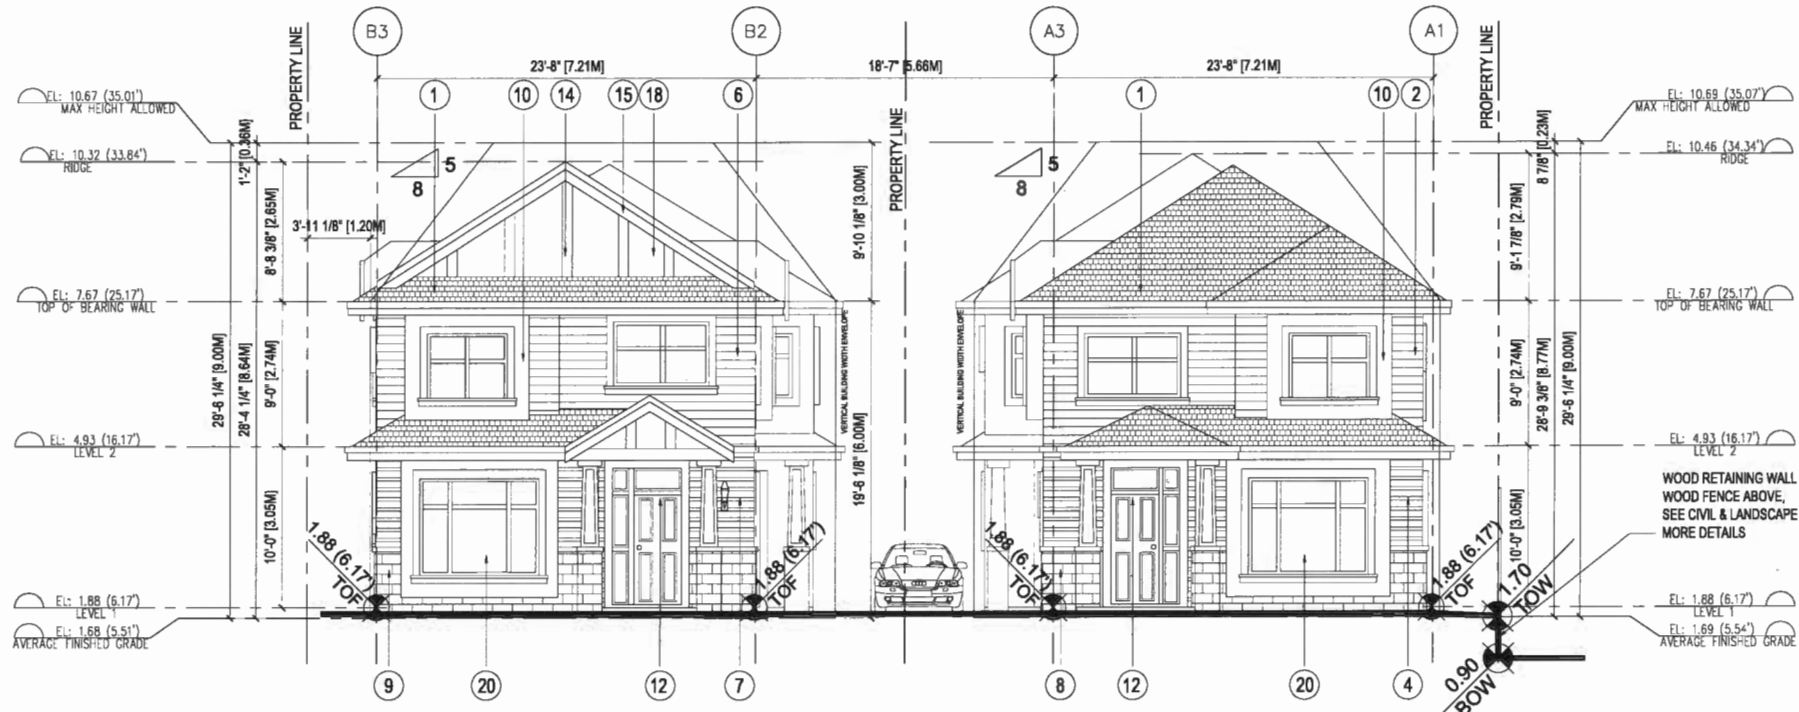 B3
B2
A3
A1
PROPERTY LINE
PROPERTY LINE
PROPERTY LINE
23'-8" [7.21M]
18'-7" [5.66M]
23'-8" [7.21M]
1
10
14
15
18
6
1
10
2
EL: 10.67 (35.01')
MAX HEIGHT ALLOWED
EL: 10.32 (33.84')
RIDGE
EL: 7.67 (25.17')
TOP OF BEARING WALL
EL: 4.93 (16.17')
LEVEL 2
EL: 1.88 (6.17')
LEVEL 1
EL: 1.68 (5.51')
AVERAGE FINISHED GRADE
29'-6 1/4" [9.00M]
28'-4 1/4" [8.64M]
1'-2" [0.36M]
8'-8 3/8" [2.65M]
9'-0" [2.74M]
10'-0" [3.05M]
3'-11 1/8" [1.20M]
5
8
5
8
9'-10 1/8" [3.00M]
19'-6 1/8" [6.00M]
VERTICAL BUILDING WIDTH ENVELOPE
VERTICAL BUILDING WIDTH ENVELOPE
1.88 (6.17')
TOF
1.88 (6.17')
TOF
1.88 (6.17')
TOF
1.88 (6.17')
TOF
1.70
TOW
0.90
BOW
8 7/8" [0.23M]
9'-1 7/8" [2.79M]
9'-0" [2.74M]
10'-0" [3.05M]
28'-9 3/8" [8.77M]
29'-6 1/4" [9.00M]
EL: 10.69 (35.07')
MAX HEIGHT ALLOWED
EL: 10.46 (34.34')
RIDGE
EL: 7.67 (25.17')
TOP OF BEARING WALL
EL: 4.93 (16.17')
LEVEL 2
WOOD RETAINING WALL
WOOD FENCE ABOVE,
SEE CIVIL & LANDSCAPE
MORE DETAILS
EL: 1.88 (6.17')
LEVEL 1
EL: 1.69 (5.54')
AVERAGE FINISHED GRADE
9
20
12
7
8
12
20
4